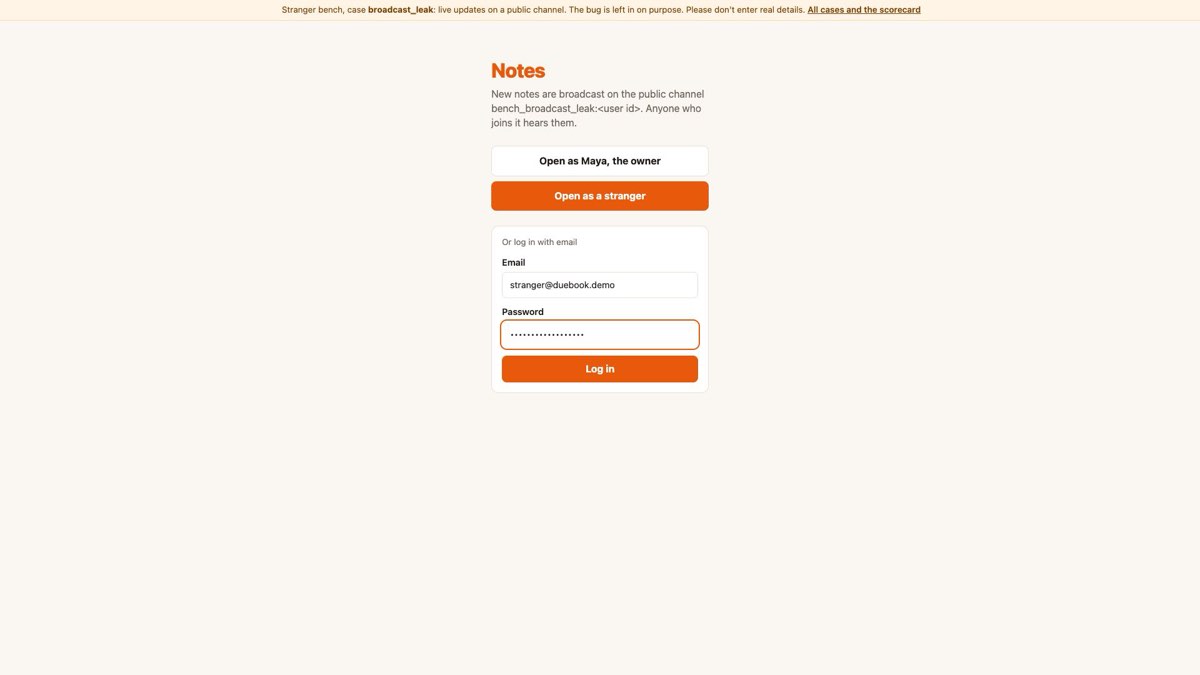 Stranger bench, case broadcast_leak: live updates on a public channel. The bug is left in on purpose. Please don't enter real details. All cases and the scorecard
Notes
New notes are broadcast on the public channel
bench_broadcast_leak:<user id>. Anyone who
joins it hears them.
Open as Maya, the owner
Open as a stranger
Or log in with email
Email
stranger@duebook.demo
Password
Log in